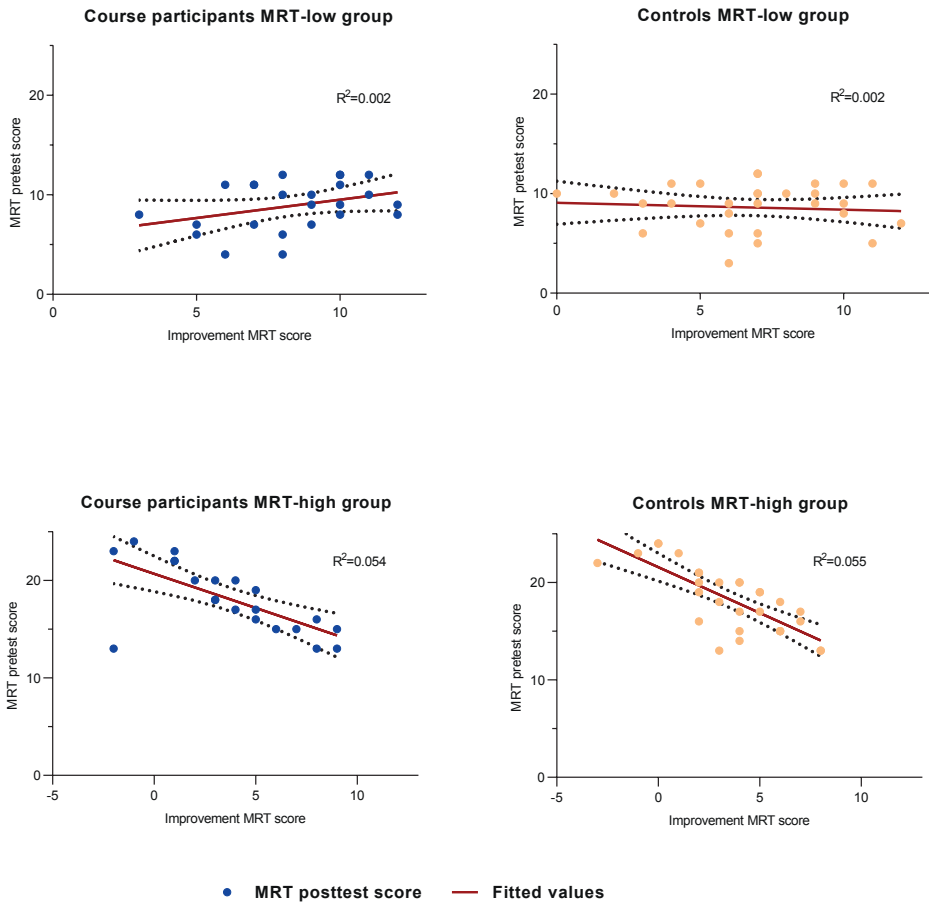 Course participants MRT-low group
MRT pretest score
20
10
0
R²=0.002
0
5
10
Improvement MRT score
Controls MRT-low group
MRT pretest score
20
10
0
R²=0.002
0
5
10
Improvement MRT score
Course participants MRT-high group
MRT pretest score
20
10
0
R²=0.054
-5
0
5
10
Improvement MRT score
Controls MRT-high group
MRT pretest score
20
10
0
R²=0.055
-5
0
5
10
Improvement MRT score
MRT posttest score
Fitted values